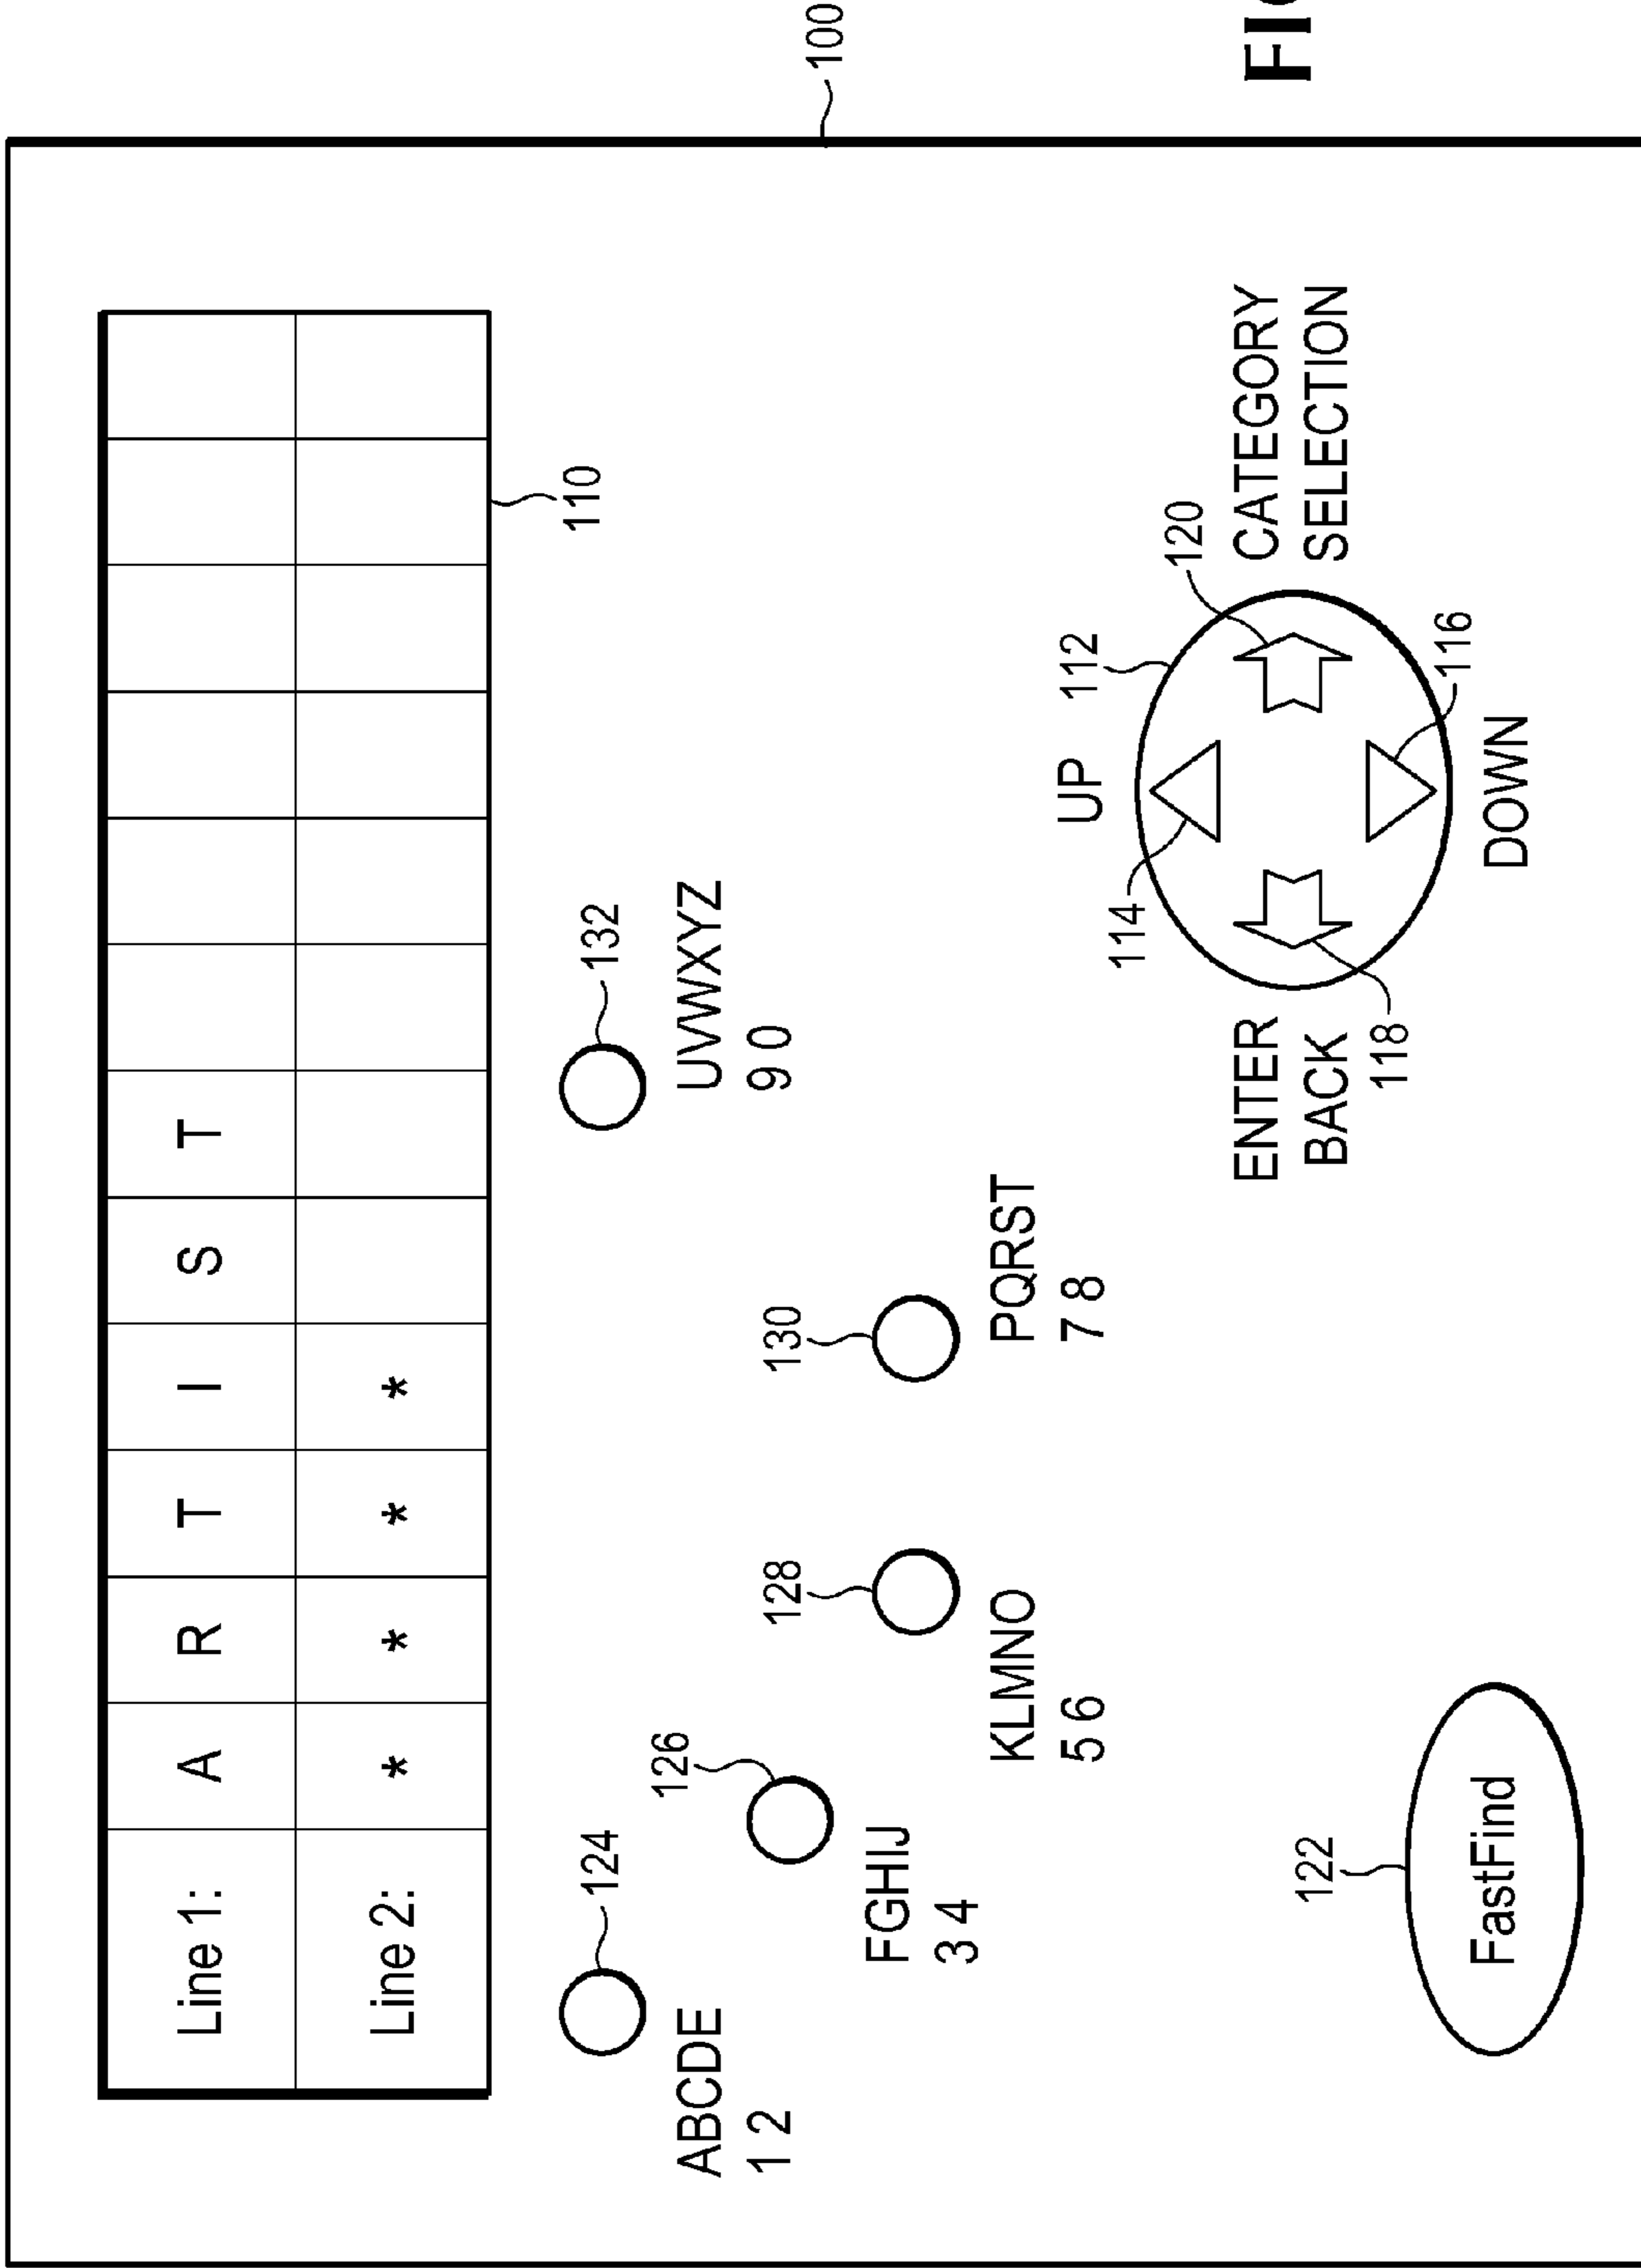 Line 1: A R T I S T
Line 2: * * * *
110
124
132
ABCDE
1 2
126
UVWXYZ
9 0
128
130
FGHIJ
3 4
KLMNO
5 6
PQRST
7 8
100
UP
112
114
120
ENTER
BACK
118
CATEGORY
SELECTION
116
DOWN
122
FastFind